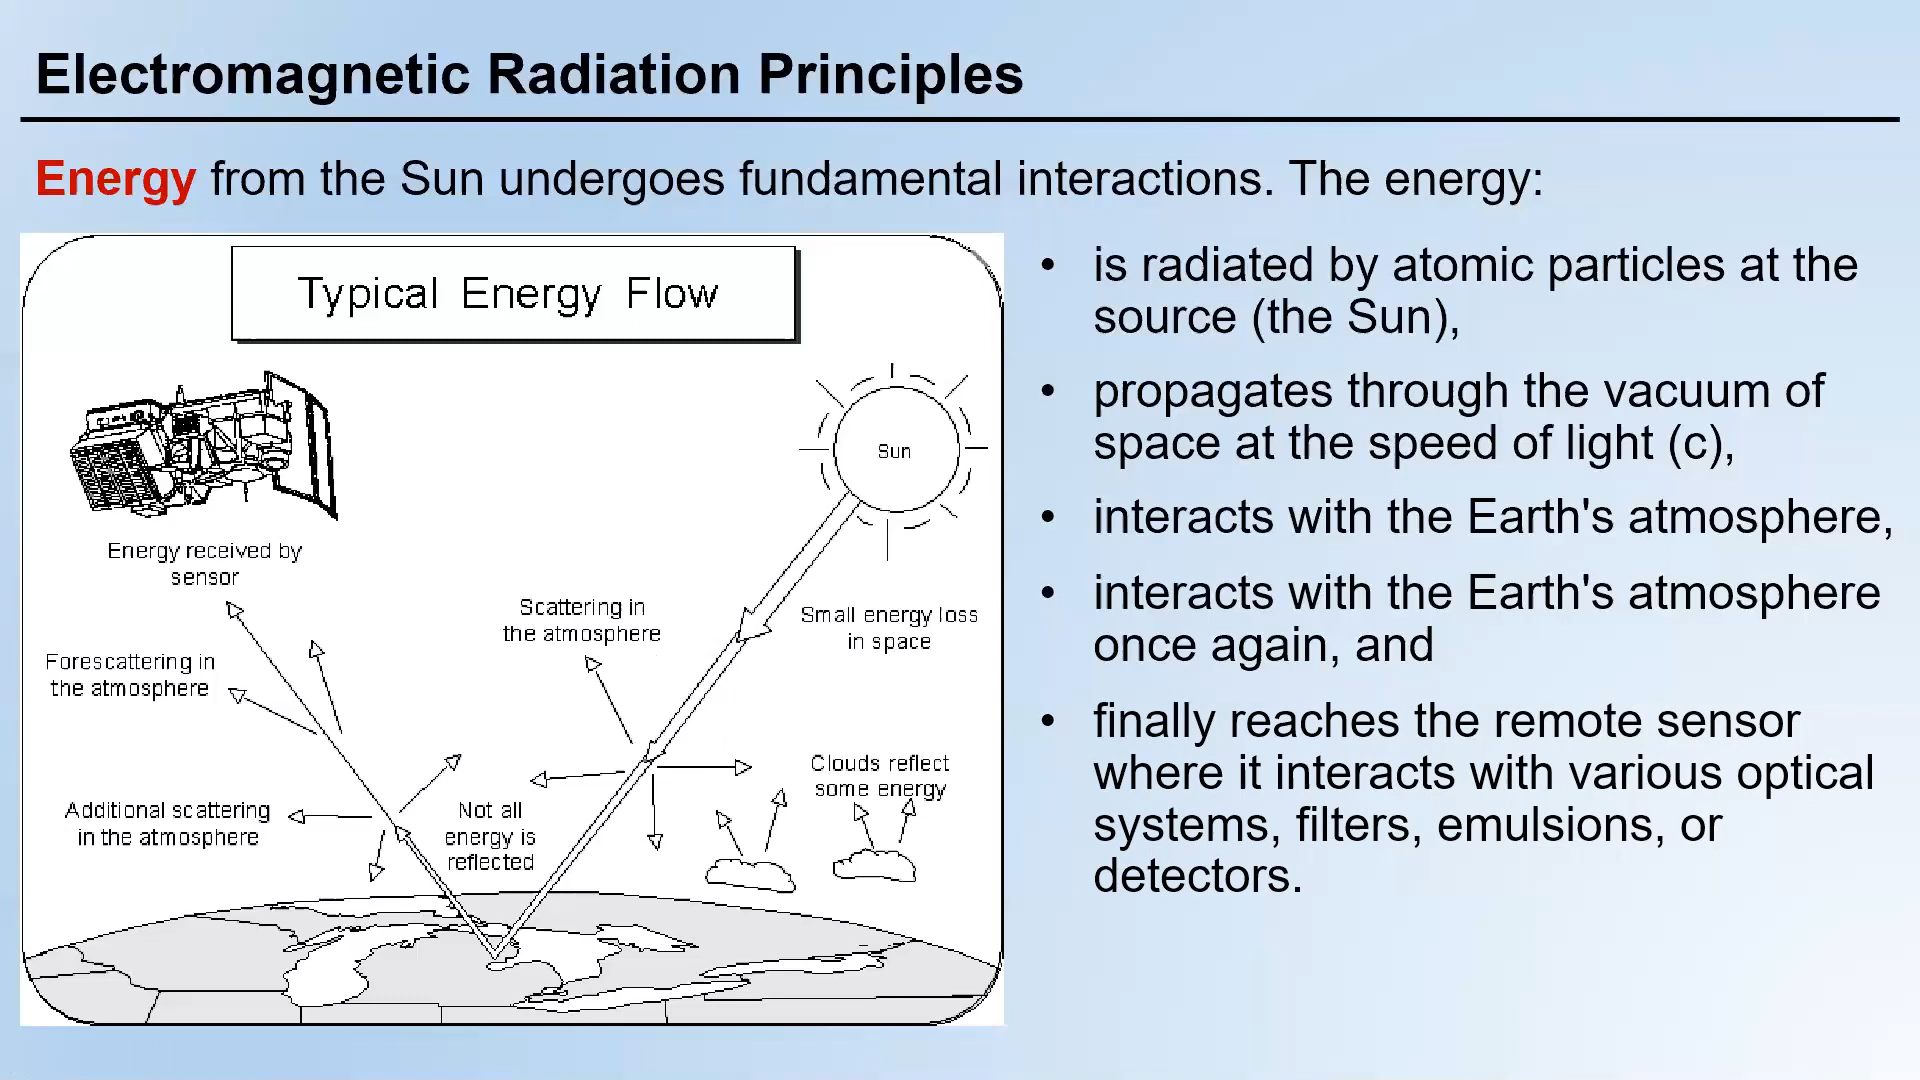 Electromagnetic Radiation Principles
Energy from the Sun undergoes fundamental interactions. The energy:
Typical Energy Flow
Sun
Energy received by
sensor
Scattering in
the atmosphere
Small energy loss
in space
Forescattering in
the atmosphere
Clouds reflect
some energy
Additional scattering
in the atmosphere
Not all
energy is
reflected
• is radiated by atomic particles at the
source (the Sun),
• propagates through the vacuum of
space at the speed of light (c),
• interacts with the Earth's atmosphere,
• interacts with the Earth's atmosphere
once again, and
• finally reaches the remote sensor
where it interacts with various optical
systems, filters, emulsions, or
detectors.